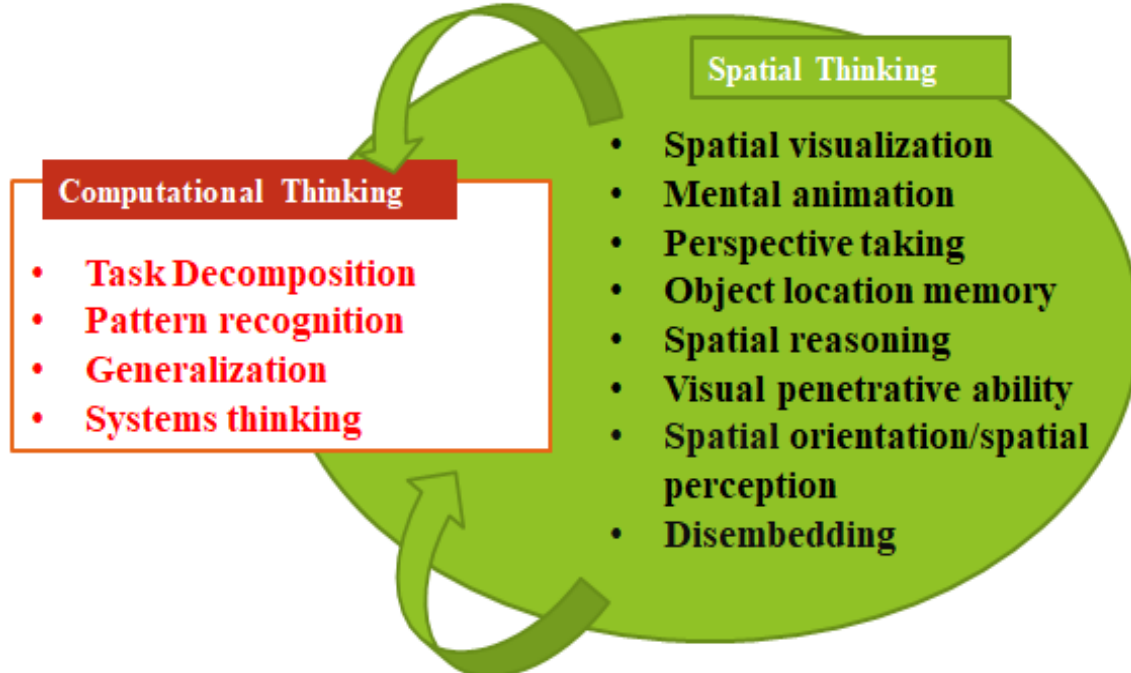 Computational Thinking
• Task Decomposition
• Pattern recognition
• Generalization
• Systems thinking
Spatial Thinking
• Spatial visualization
• Mental animation
• Perspective taking
• Object location memory
• Spatial reasoning
• Visual penetrative ability
• Spatial orientation/spatial
perception
• Disembedding